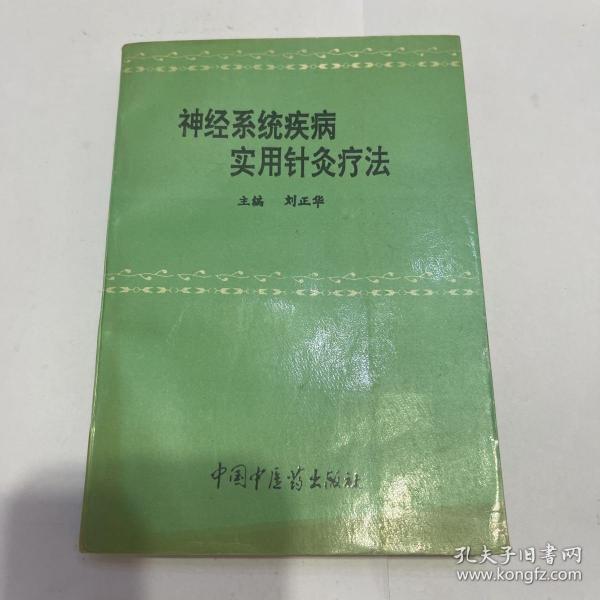 神经系统疾病
实用针灸疗法
主编 刘正华
中国中医药出版社
孔夫子旧书网
www.kongfz.com